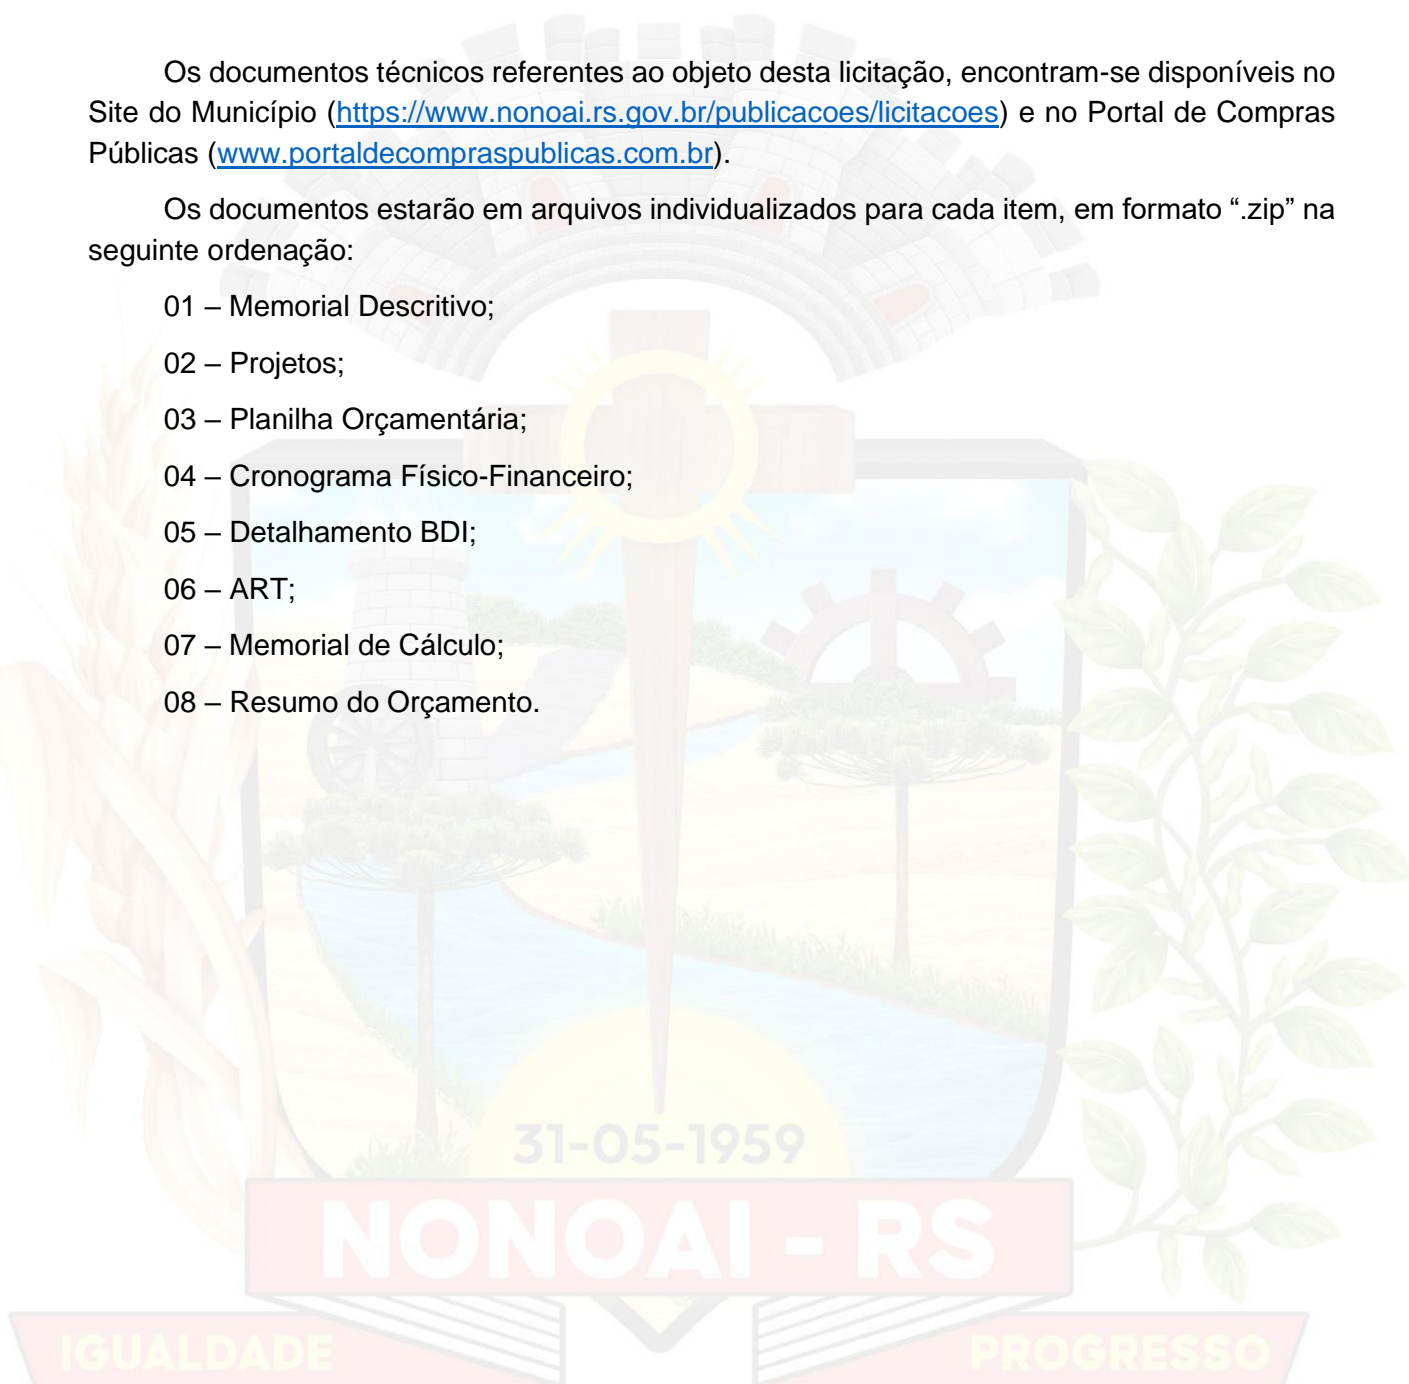 Os documentos técnicos referentes ao objeto desta licitação, encontram-se disponíveis no
Site do Município (https://www.nonoai.rs.gov.br/publicacoes/licitacoes) e no Portal de Compras
Públicas (www.portaldecompraspublicas.com.br).
Os documentos estarão em arquivos individualizados para cada item, em formato “.zip” na
seguinte ordenação:
01 – Memorial Descritivo;
02 – Projetos;
03 – Planilha Orçamentária;
04 – Cronograma Físico-Financeiro;
05 – Detalhamento BDI;
06 – ART;
07 – Memorial de Cálculo;
08 – Resumo do Orçamento.
31-05-1959
NONOAI - RS
IGUALDADE
PROGRESSO